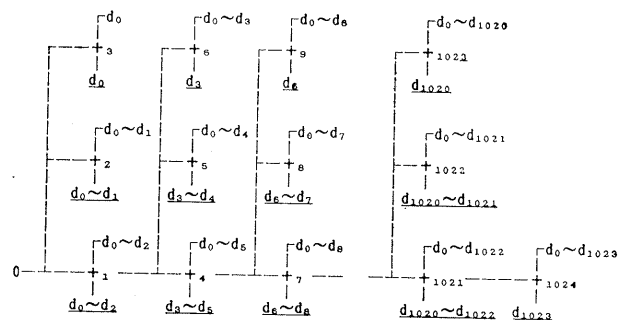 d₀ d₀~d₃ d₀~d₆ d₀~d₁₀₂₀
3 6 9 1023
d₀ d₃ d₆ d₁₀₂₀
d₀~d₁ d₀~d₄ d₀~d₇ d₀~d₁₀₂₁
2 5 8 1022
d₀~d₁ d₃~d₄ d₆~d₇ d₁₀₂₀~d₁₀₂₁
d₀~d₂ d₀~d₅ d₀~d₈ d₀~d₁₀₂₂ d₀~d₁₀₂₃
0 1 4 7 1021 1024
d₀~d₂ d₃~d₅ d₆~d₈ d₁₀₂₀~d₁₀₂₂ d₁₀₂₃